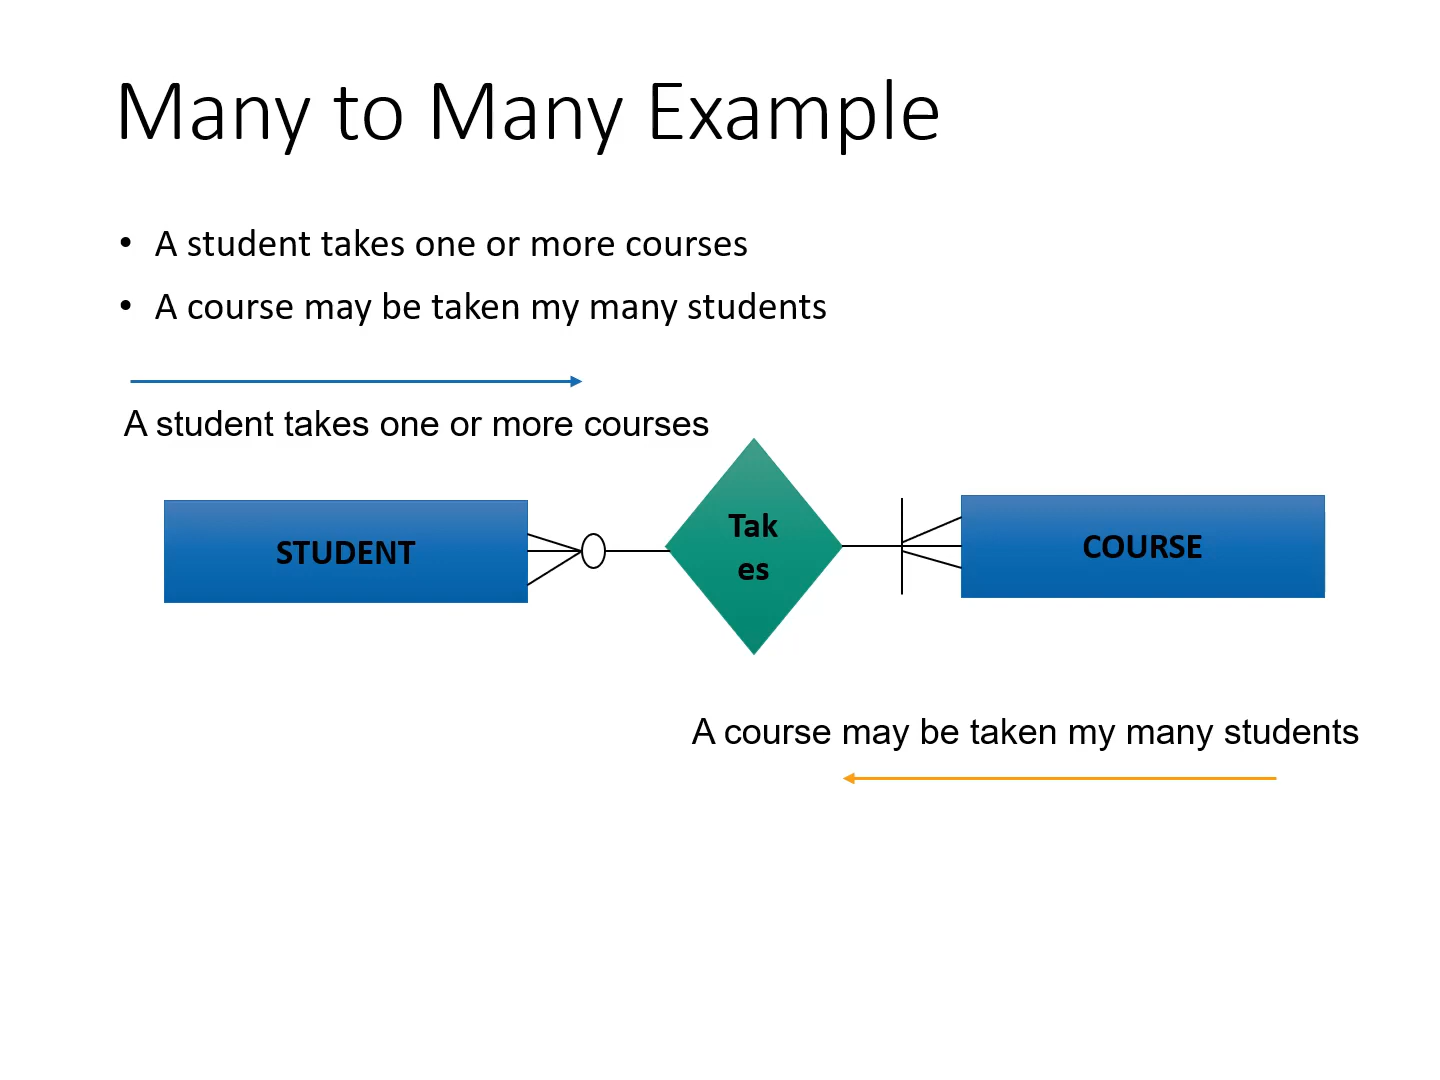 Many to Many Example
• A student takes one or more courses
• A course may be taken my many students
A student takes one or more courses
STUDENT
Tak
es
COURSE
A course may be taken my many students